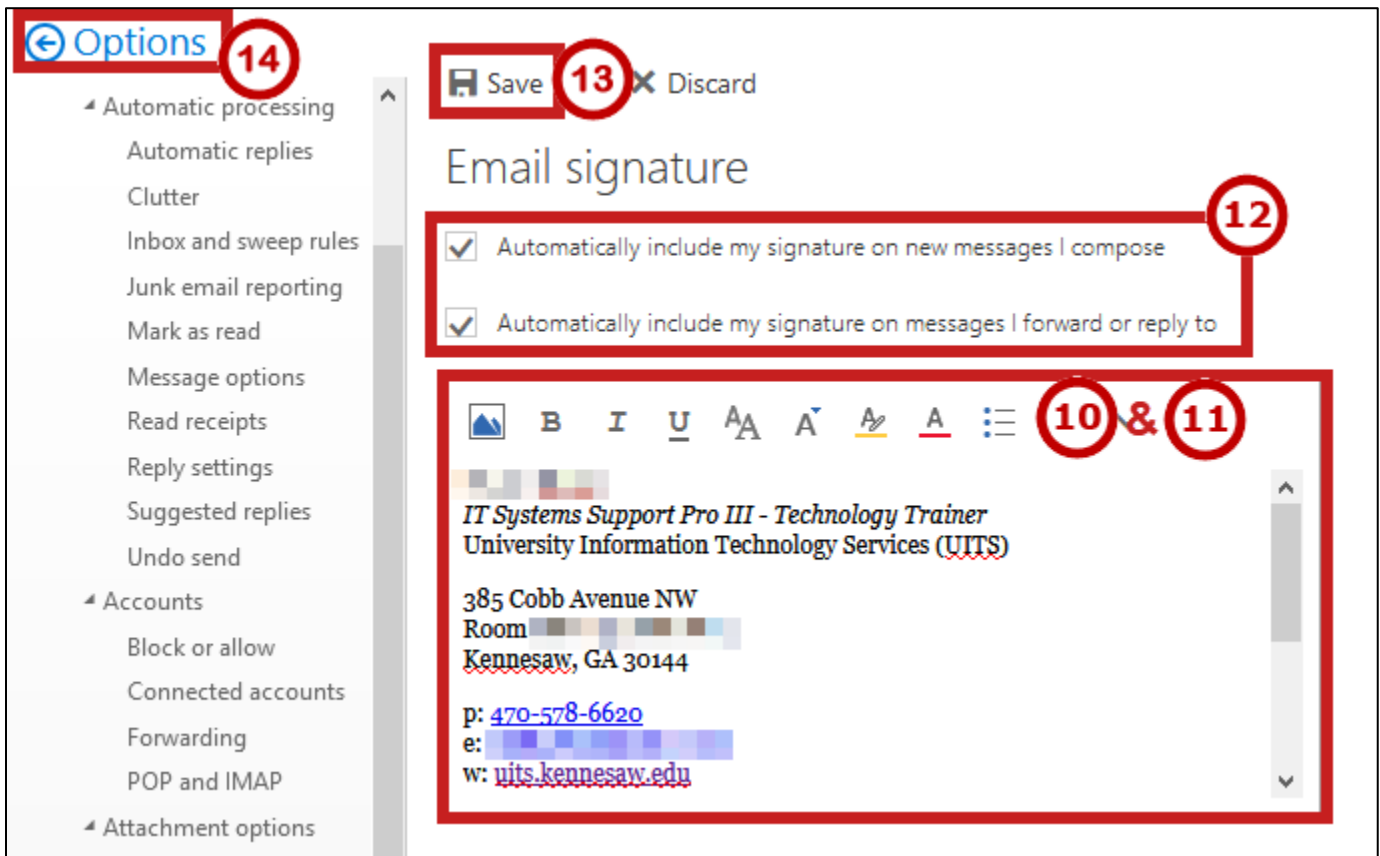 Options
14
Automatic processing
Automatic replies
Clutter
Inbox and sweep rules
Junk email reporting
Mark as read
Message options
Read receipts
Reply settings
Suggested replies
Undo send
Accounts
Block or allow
Connected accounts
Forwarding
POP and IMAP
Attachment options
Save 13 Discard
Email signature
12
Automatically include my signature on new messages I compose
Automatically include my signature on messages I forward or reply to
B I U AA A A A 10 & 11
IT Systems Support Pro III - Technology Trainer
University Information Technology Services (UITS)
385 Cobb Avenue NW
Room
Kennesaw, GA 30144
p: 470-578-6620
e:
w: uits.kennesaw.edu